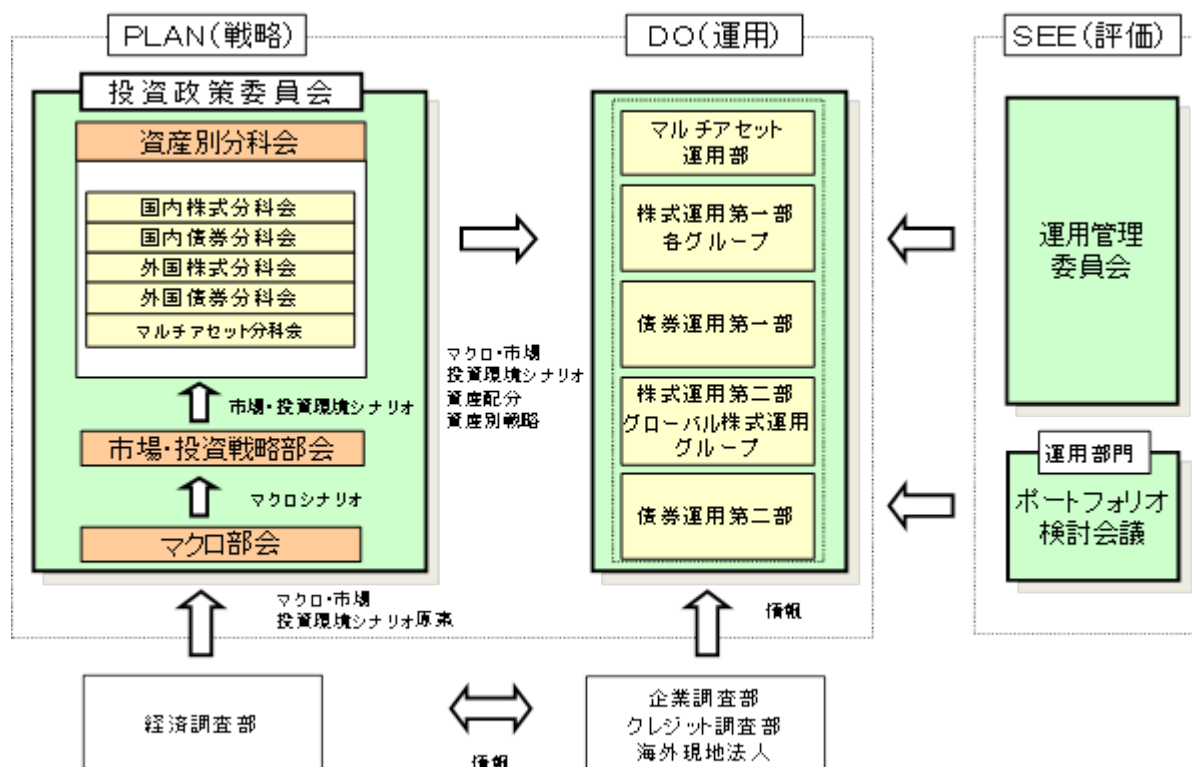 PLAN(戦略)
投資政策委員会
資産別分科会
国内株式分科会
国内債券分科会
外国株式分科会
外国債券分科会
マルチアセット分科会
市場・投資環境シナリオ
市場・投資戦略部会
マクロシナリオ
マクロ部会
マクロ・市場
投資環境シナリオ原案
経済調査部
マクロ・市場
投資環境シナリオ
資産配分
資産別戦略
DO(運用)
マルチアセット
運用部
株式運用第一部
各グループ
債券運用第一部
株式運用第二部
グローバル株式運用
グループ
債券運用第二部
情報
企業調査部
クレジット調査部
海外現地法人
情報
SEE(評価)
運用管理
委員会
運用部門
ポートフォリオ
検討会議